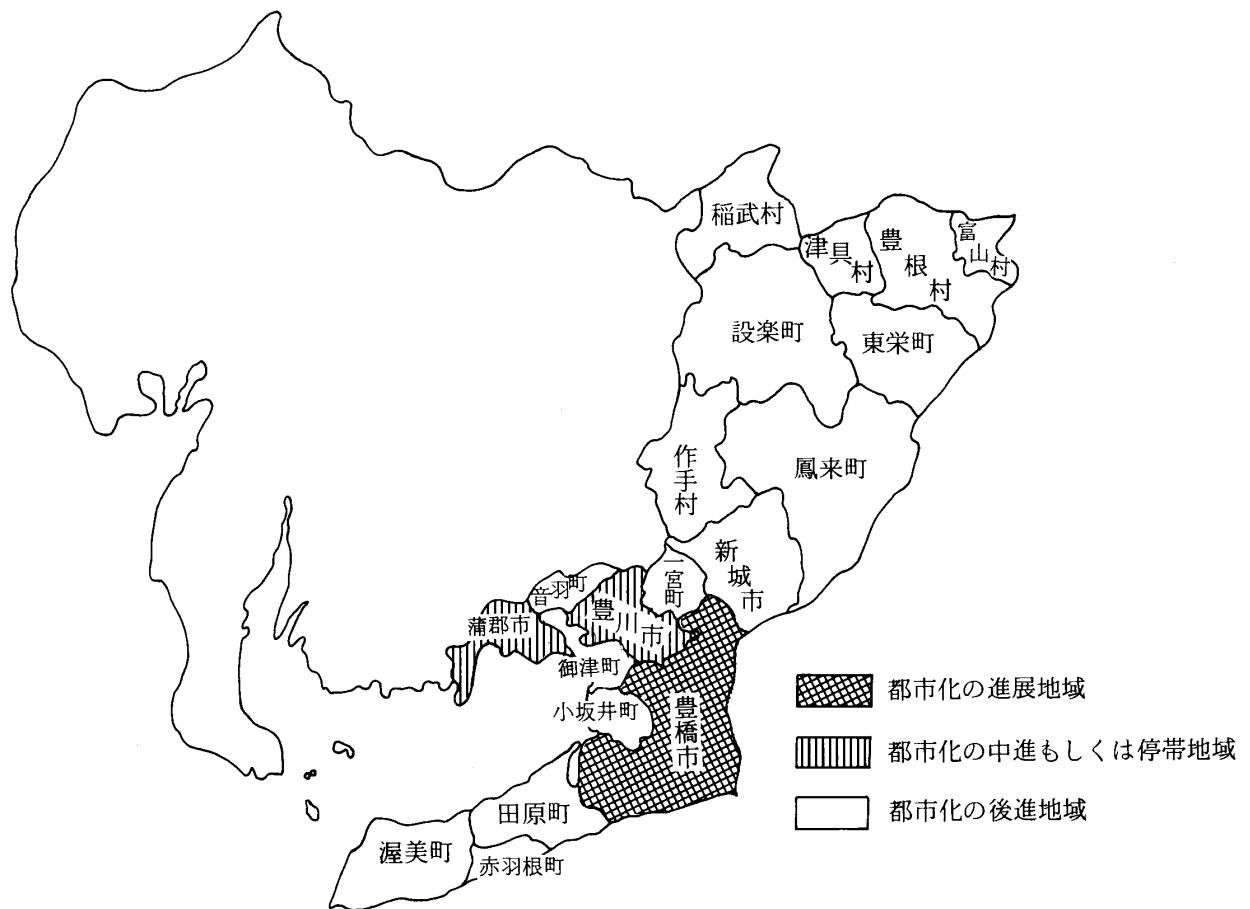 稲武村
津具村
豊根村
富山村
設楽町
東栄町
作手村
鳳来町
新城市
一宮町
音羽町
豊川市
蒲郡市
御津町
小坂井町
豊橋市
田原町
渥美町
赤羽根町
都市化の進展地域
都市化の中進もしくは停帯地域
都市化の後進地域